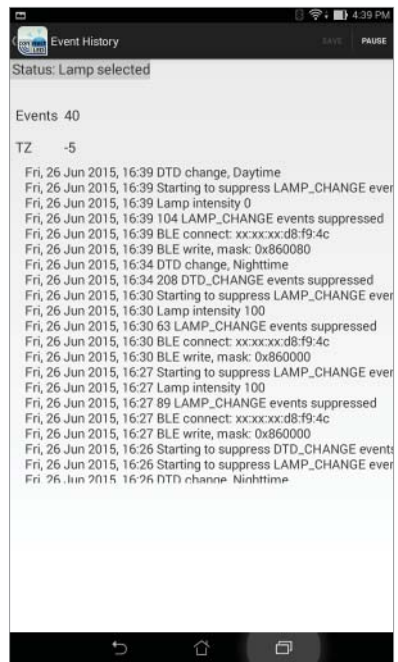 4:39 PM
Event History
SAVE
PAUSE
Status: Lamp selected
Events 40
TZ -5
Fri, 26 Jun 2015, 16:39 DTD change, Daytime
Fri, 26 Jun 2015, 16:39 Starting to suppress LAMP_CHANGE ever
Fri, 26 Jun 2015, 16:39 Lamp intensity 0
Fri, 26 Jun 2015, 16:39 104 LAMP_CHANGE events suppressed
Fri, 26 Jun 2015, 16:39 BLE connect: xx:xx:xx:d8:f9:4c
Fri, 26 Jun 2015, 16:39 BLE write, mask: 0x860080
Fri, 26 Jun 2015, 16:34 DTD change, Nighttime
Fri, 26 Jun 2015, 16:34 208 DTD_CHANGE events suppressed
Fri, 26 Jun 2015, 16:30 Starting to suppress LAMP_CHANGE ever
Fri, 26 Jun 2015, 16:30 Lamp intensity 100
Fri, 26 Jun 2015, 16:30 63 LAMP_CHANGE events suppressed
Fri, 26 Jun 2015, 16:30 BLE connect: xx:xx:xx:d8:f9:4c
Fri, 26 Jun 2015, 16:30 BLE write, mask: 0x860000
Fri, 26 Jun 2015, 16:27 Starting to suppress LAMP_CHANGE ever
Fri, 26 Jun 2015, 16:27 Lamp intensity 100
Fri, 26 Jun 2015, 16:27 89 LAMP_CHANGE events suppressed
Fri, 26 Jun 2015, 16:27 BLE connect: xx:xx:xx:d8:f9:4c
Fri, 26 Jun 2015, 16:27 BLE write, mask: 0x860000
Fri, 26 Jun 2015, 16:26 Starting to suppress DTD_CHANGE events
Fri, 26 Jun 2015, 16:26 Starting to suppress LAMP_CHANGE ever
Fri, 26 Jun 2015, 16:26 DTD change, Nighttime